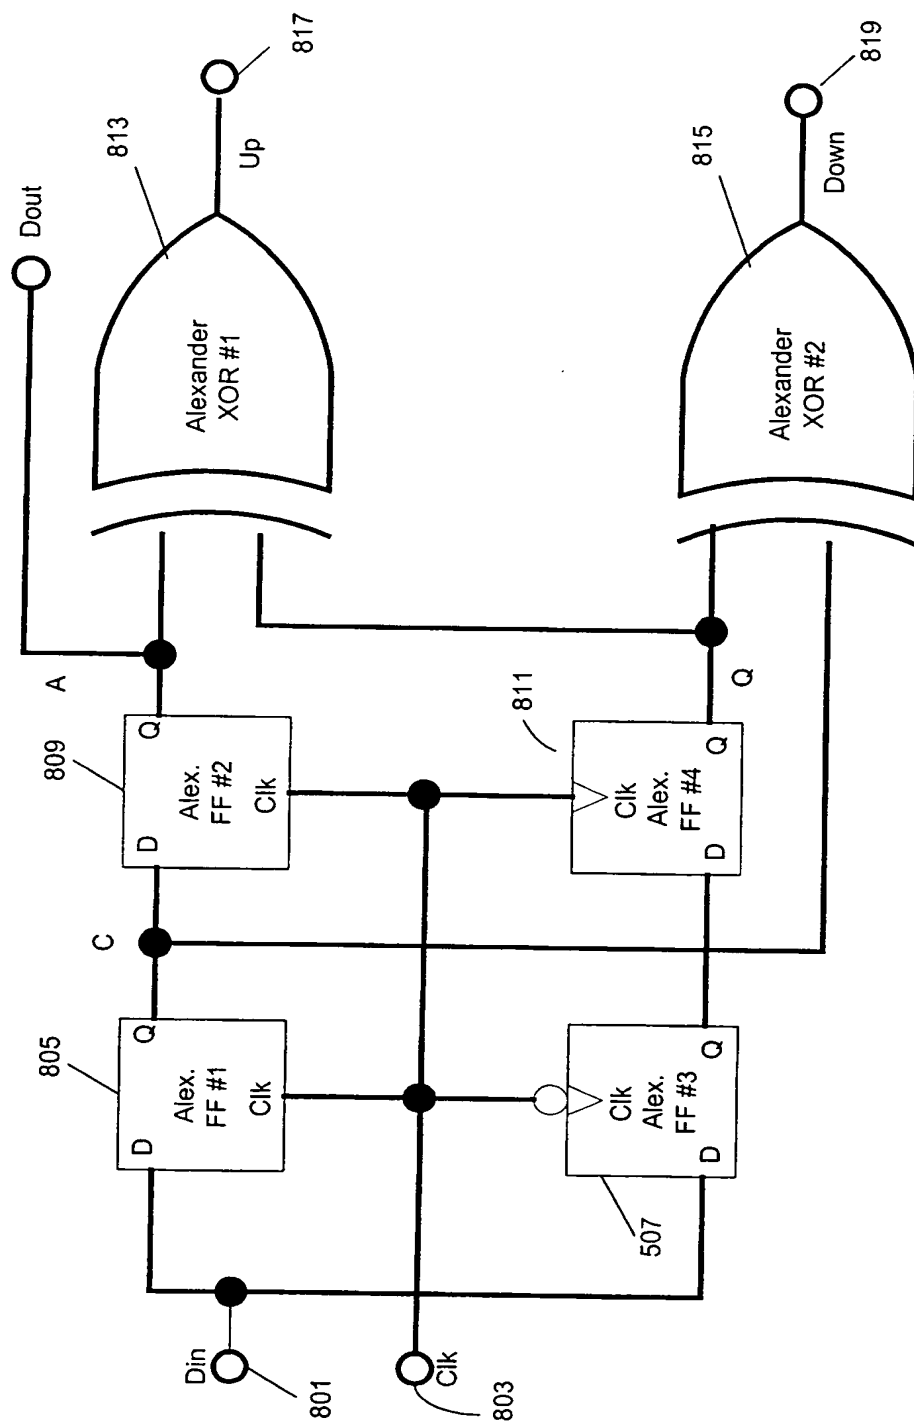 Din
801
Clk
803
805
D
Q
Alex.
FF #1
Clk
C
809
D
Q
Alex.
FF #2
Clk
A
Dout
Alexander
XOR #1
813
Up
817
507
Clk
Alex.
FF #3
D
Q
811
Clk
Alex.
FF #4
D
Q
Q
Alexander
XOR #2
815
Down
819